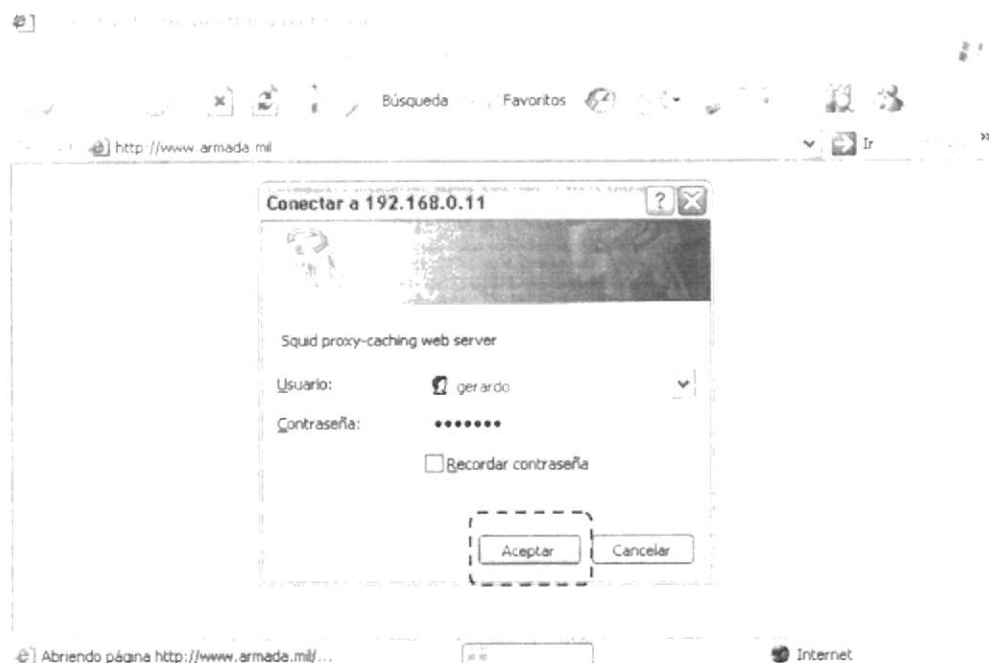 Búsqueda Favoritos
http://www.armada.mil Ir
Conectar a 192.168.0.11
Squid proxy-caching web server
Usuario: gerardo
Contraseña: •••••••
Recordar contraseña
Aceptar Cancelar
Abriendo página http://www.armada.mil/... Internet